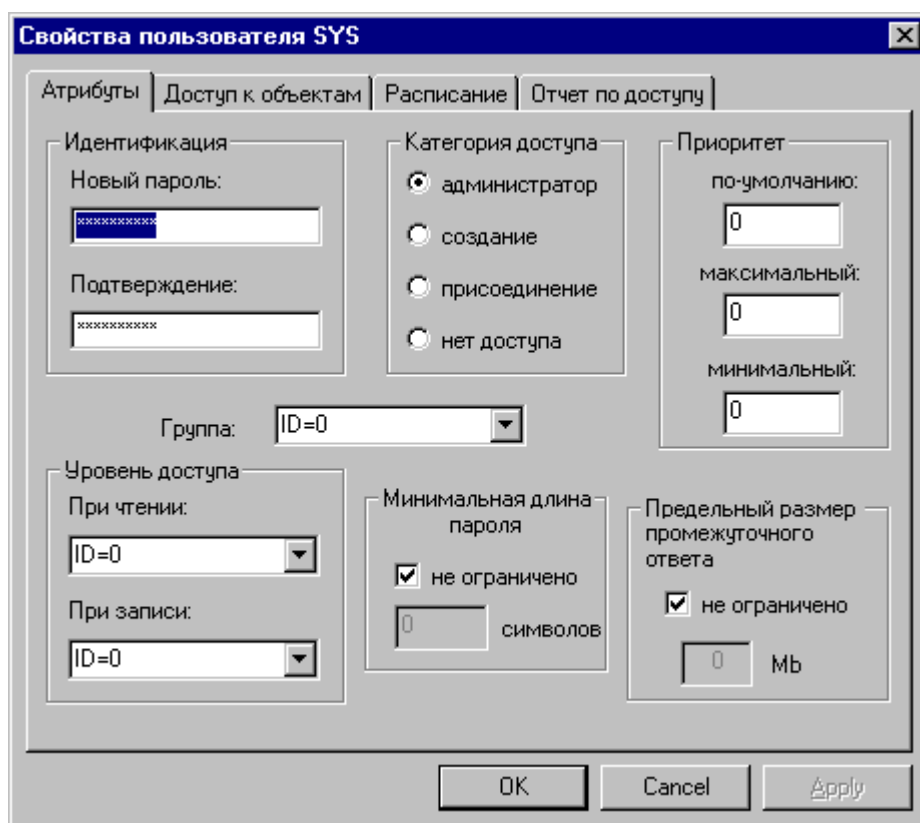 Свойства пользователя SYS
Атрибуты
Доступ к объектам
Расписание
Отчет по доступу
Идентификация
Новый пароль:
**********
Подтверждение:
**********
Категория доступа
администратор
создание
присоединение
нет доступа
Приоритет
по-умолчанию:
0
максимальный:
0
минимальный:
0
Группа:
ID=0
Уровень доступа
При чтении:
ID=0
При записи:
ID=0
Минимальная длина
пароля
не ограничено
0
символов
Предельный размер
промежуточного
ответа
не ограничено
0
Mb
OK
Cancel
Apply